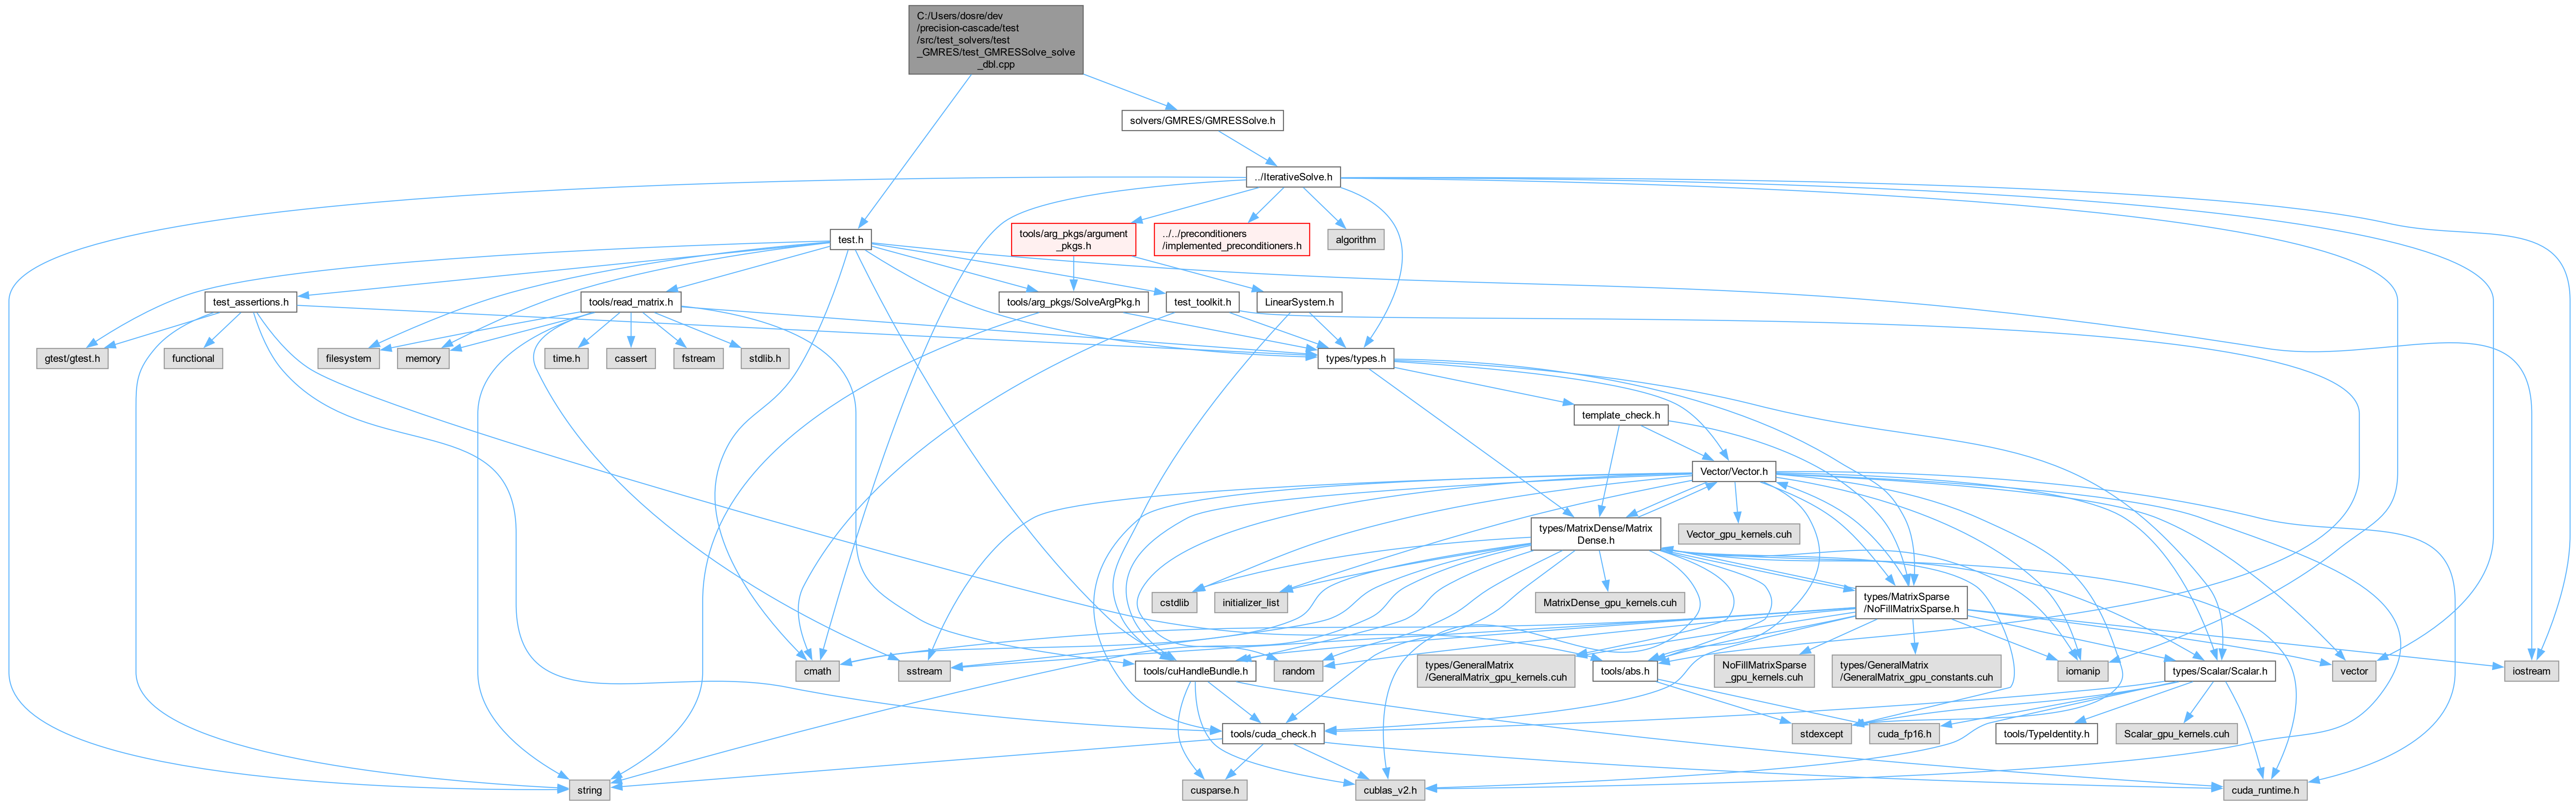 C:/Users/dosre/dev
/precision-cascade/test
/src/test_solvers/test
_GMRES/test_GMRESSolve_solve
_dbl.cpp
solvers/GMRES/GMRESSolve.h
../IterativeSolve.h
test.h
tools/arg_pkgs/argument
_pkgs.h
../../preconditioners
/implemented_preconditioners.h
algorithm
test_assertions.h
tools/read_matrix.h
tools/arg_pkgs/SolveArgPkg.h
test_toolkit.h
LinearSystem.h
gtest/gtest.h
functional
filesystem
memory
time.h
cassert
fstream
stdlib.h
types/types.h
template_check.h
Vector/Vector.h
types/MatrixDense/Matrix
Dense.h
Vector_gpu_kernels.cuh
cstdlib
initializer_list
MatrixDense_gpu_kernels.cuh
types/MatrixSparse
/NoFillMatrixSparse.h
cmath
sstream
tools/cuHandleBundle.h
random
types/GeneralMatrix
/GeneralMatrix_gpu_kernels.cuh
tools/abs.h
NoFillMatrixSparse
_gpu_kernels.cuh
types/GeneralMatrix
/GeneralMatrix_gpu_constants.cuh
iomanip
types/Scalar/Scalar.h
vector
iostream
tools/cuda_check.h
stdexcept
cuda_fp16.h
tools/TypeIdentity.h
Scalar_gpu_kernels.cuh
string
cusparse.h
cublas_v2.h
cuda_runtime.h